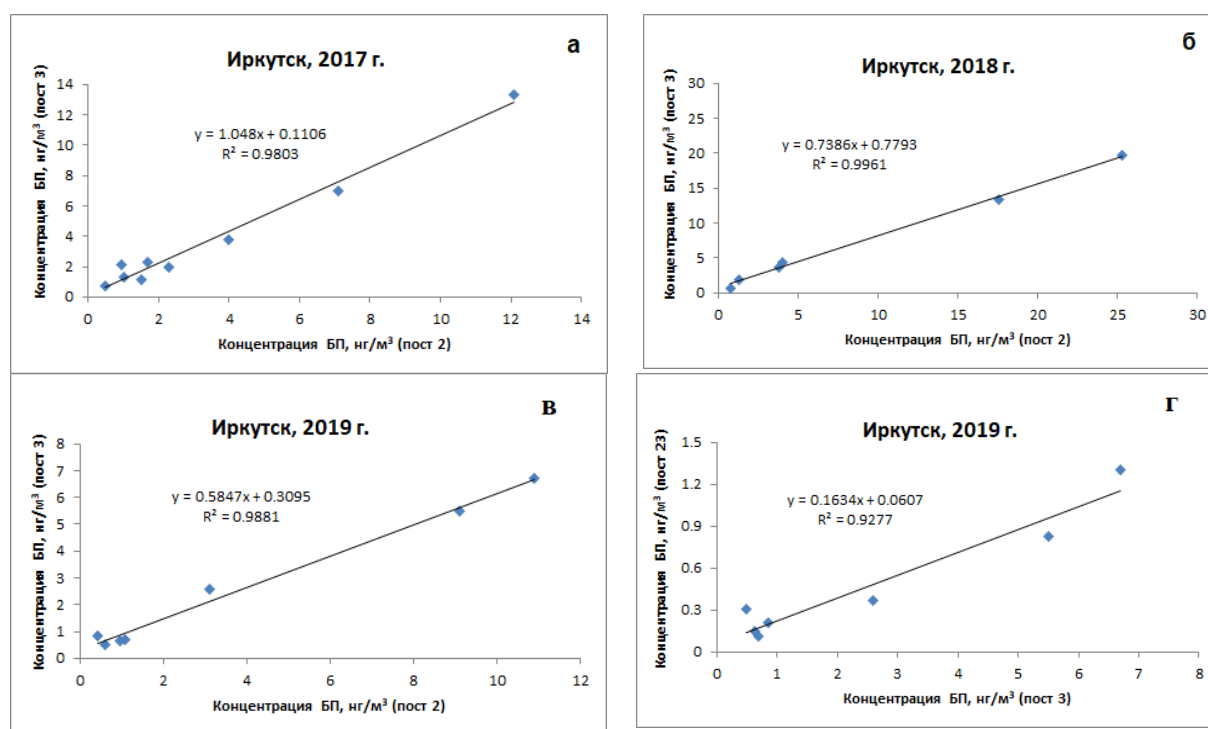 а
Иркутск, 2017 г.
Концентрация БП, нг/м³ (пост 3)
14
12
10
8
6
4
2
0
y = 1.048x + 0.1106
R² = 0.9803
0 2 4 6 8 10 12 14
Концентрация БП, нг/м³ (пост 2)
б
Иркутск, 2018 г.
Концентрация БП, нг/м³ (пост 3)
30
25
20
15
10
5
0
y = 0.7386x + 0.7793
R² = 0.9961
0 5 10 15 20 25 30
Концентрация БП, нг/м³ (пост 2)
в
Иркутск, 2019 г.
Концентрация БП, нг/м³ (пост 3)
8
7
6
5
4
3
2
1
0
y = 0.5847x + 0.3095
R² = 0.9881
0 2 4 6 8 10 12
Концентрация БП, нг/м³ (пост 2)
г
Иркутск, 2019 г.
Концентрация БП, нг/м³ (пост 23)
1.5
1.2
0.9
0.6
0.3
0
y = 0.1634x + 0.0607
R² = 0.9277
0 1 2 3 4 5 6 7 8
Концентрация БП, нг/м³ (пост 3)